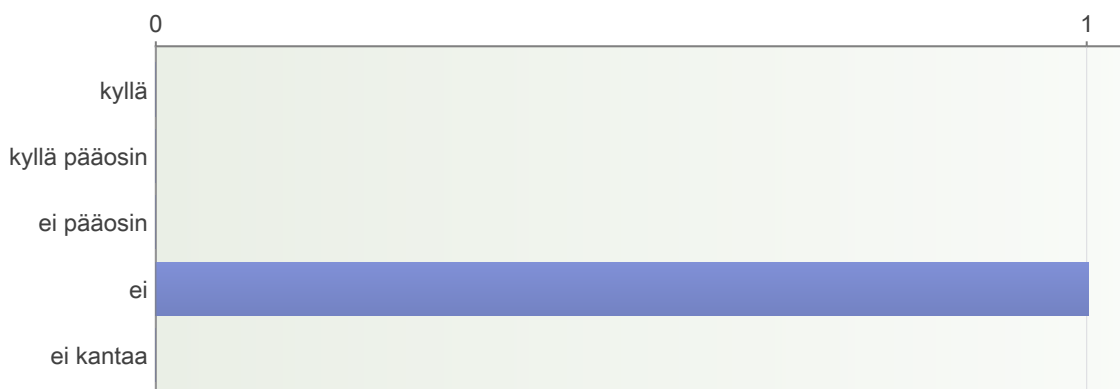 0 1
kyllä
kyllä pääosin
ei pääosin
ei
ei kantaa